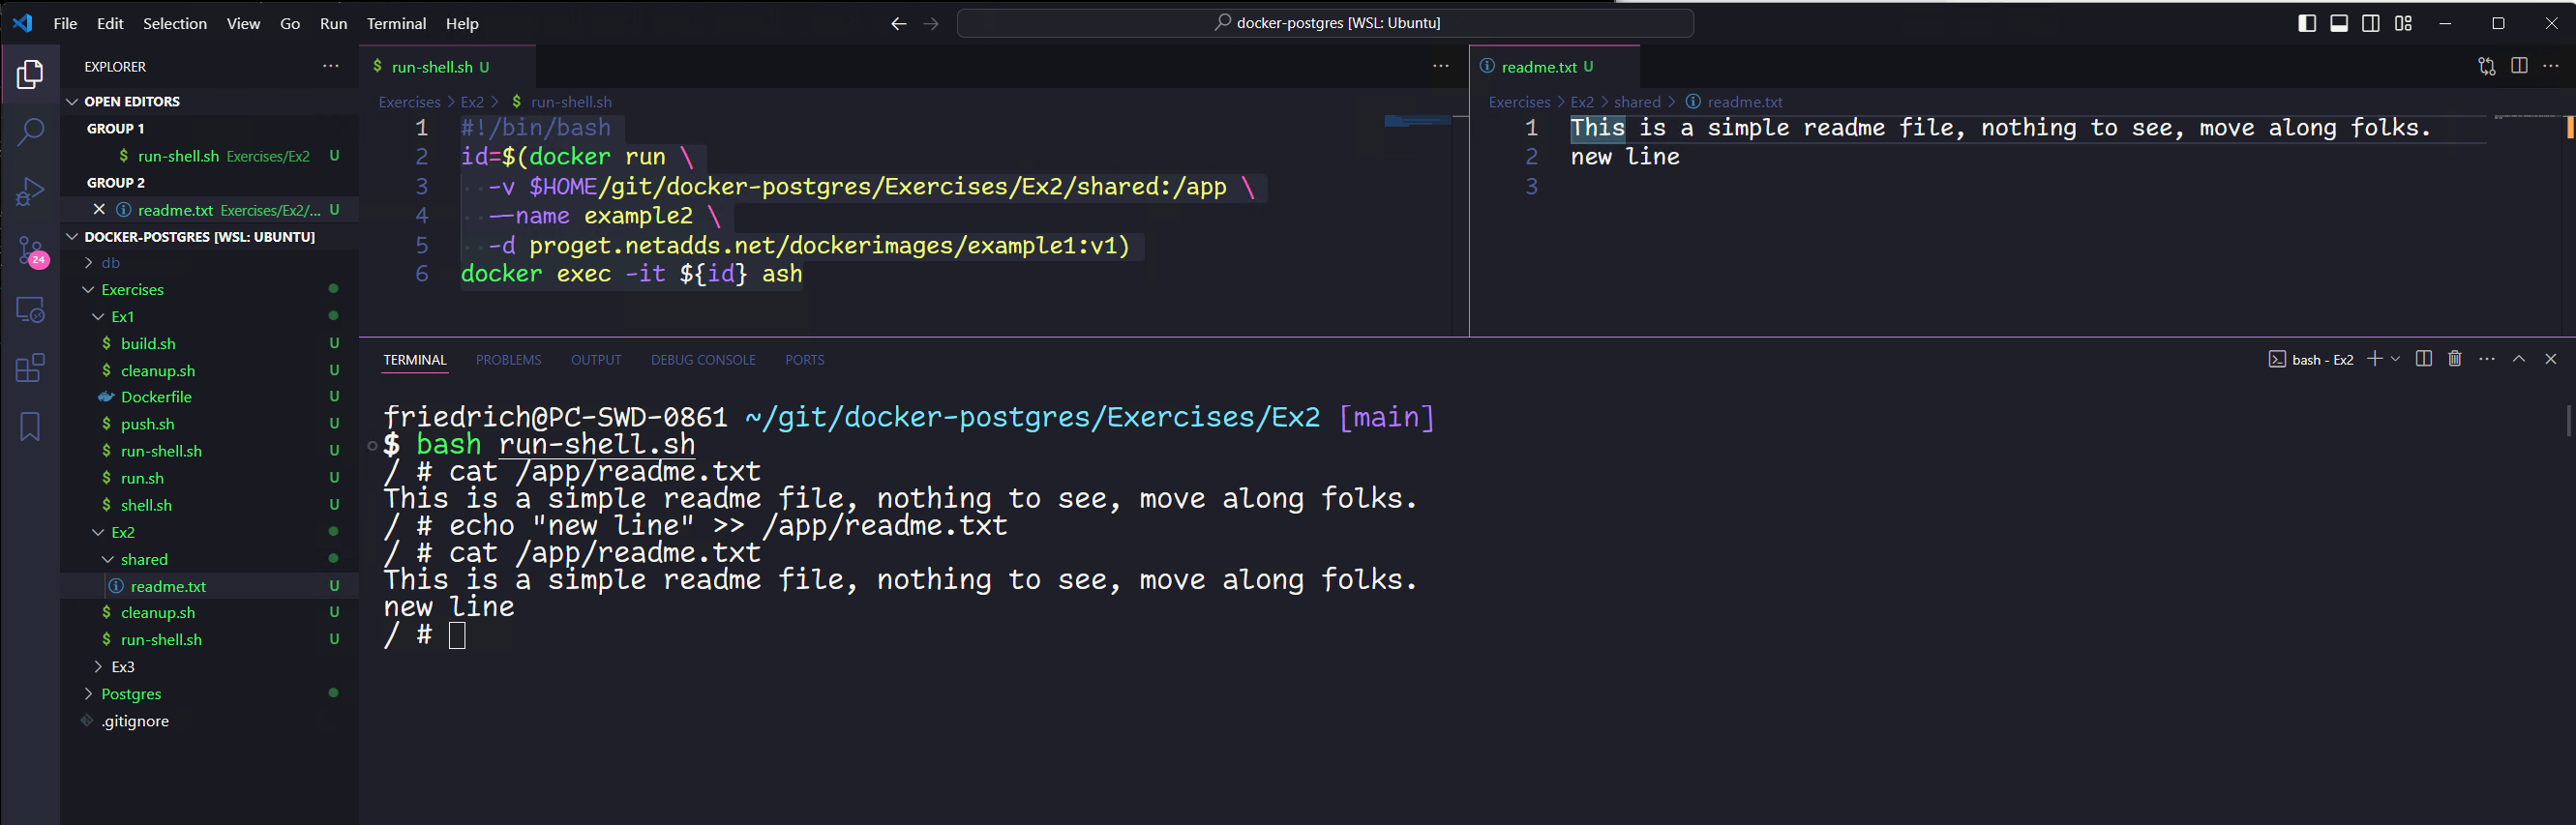 File Edit Selection View Go Run Terminal Help
docker-postgres [WSL: Ubuntu]
EXPLORER
OPEN EDITORS
GROUP 1
$ run-shell.sh Exercises/Ex2 U
GROUP 2
readme.txt Exercises/Ex2/... U
DOCKER-POSTGRES [WSL: UBUNTU]
24
db
Exercises
Ex1
$ build.sh U
$ cleanup.sh U
Dockerfile U
$ push.sh U
$ run-shell.sh U
$ run.sh U
$ shell.sh U
Ex2
shared
readme.txt U
$ cleanup.sh U
$ run-shell.sh U
Ex3
Postgres
.gitignore
$ run-shell.sh U
Exercises > Ex2 > $ run-shell.sh
1 #!/bin/bash
2 id=$(docker run \
3 -v $HOME/git/docker-postgres/Exercises/Ex2/shared:/app \
4 --name example2 \
5 -d proget.netadds.net/dockerimages/example1:v1)
6 docker exec -it ${id} ash
readme.txt U
Exercises > Ex2 > shared > readme.txt
1 This is a simple readme file, nothing to see, move along folks.
2 new line
3
TERMINAL PROBLEMS OUTPUT DEBUG CONSOLE PORTS
bash - Ex2
friedrich@PC-SWD-0861 ~/git/docker-postgres/Exercises/Ex2 [main]
$ bash run-shell.sh
/ # cat /app/readme.txt
This is a simple readme file, nothing to see, move along folks.
/ # echo "new line" >> /app/readme.txt
/ # cat /app/readme.txt
This is a simple readme file, nothing to see, move along folks.
new line
/ #